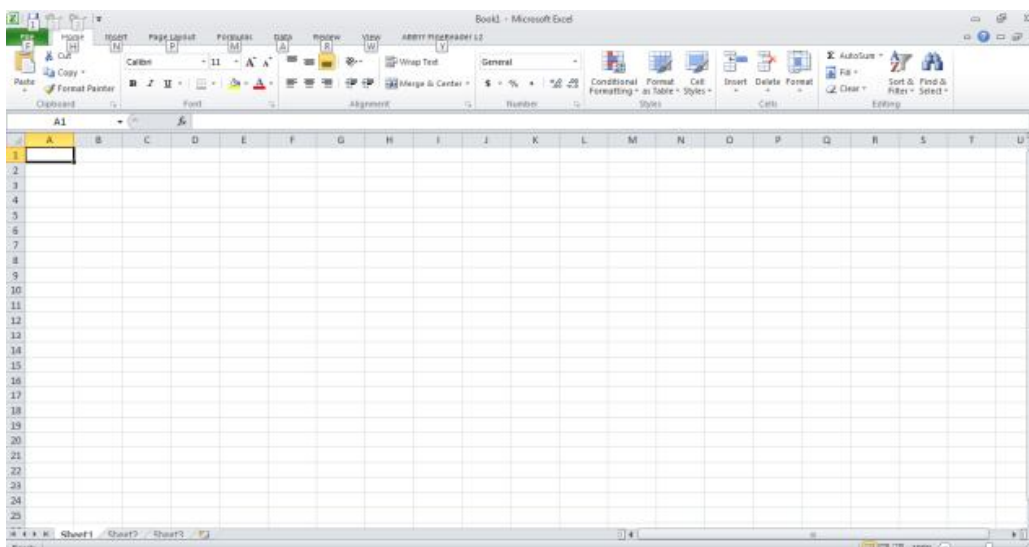 Book1 - Microsoft Excel
File Home Insert Page Layout Formulas Data Review View ABBYY FineReader 12
F H N P M A R W Y
Cut
Copy
Format Painter
Paste
Calibri 11
B I U
Wrap Text
Merge & Center
General
$ % ,
Conditional Formatting
Format as Table
Cell Styles
Insert Delete Format
Σ AutoSum
Fill
Clear
Sort & Filter
Find & Select
Clipboard Font Alignment Number Styles Cells Editing
A1 fx
A B C D E F G H I J K L M N O P Q R S T U
1
2
3
4
5
6
7
8
9
10
11
12
13
14
15
16
17
18
19
20
21
22
23
24
25
Sheet1 Sheet2 Sheet3